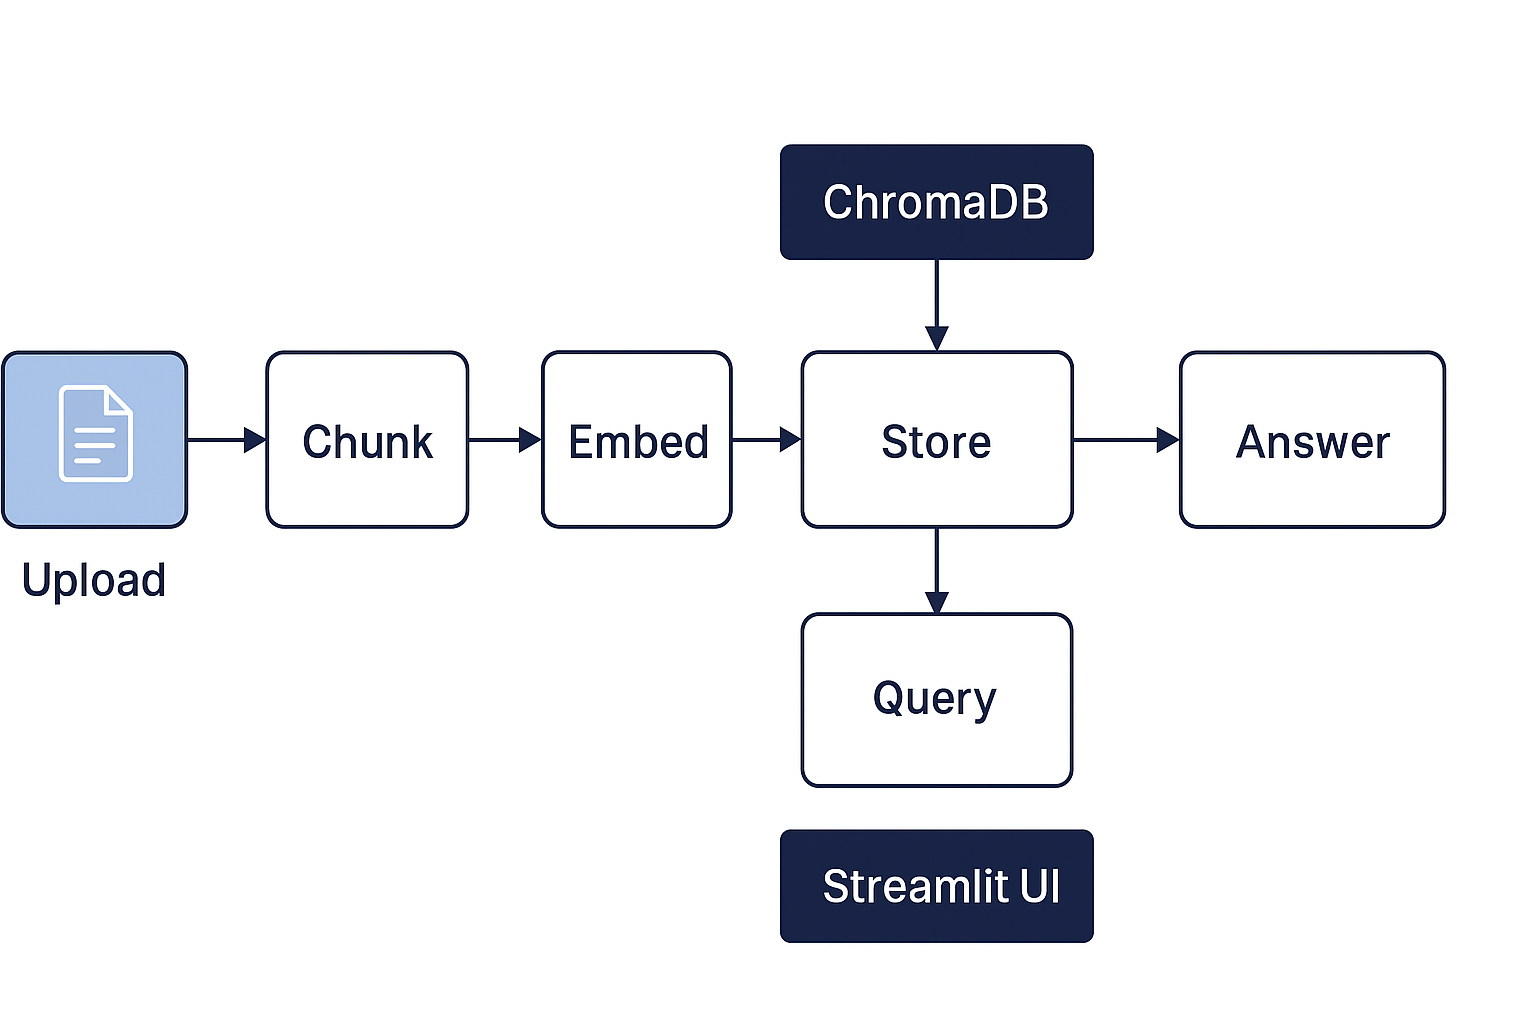 ChromaDB
Chunk
Embed
Store
Answer
Upload
Query
Streamlit UI